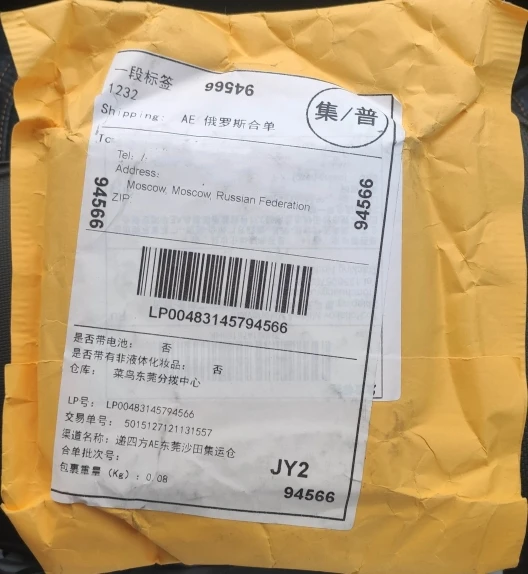 一段标签
94566
1232
集/普
Shipping: AE 俄罗斯合单
To
Tel: /-
Address:
Moscow, Moscow, Russian Federation
ZIP
94566
94566
LP00483145794566
是否带电池： 否
是否带有非液体化妆品： 否
仓库： 菜鸟东莞分拨中心
LP号： LP00483145794566
交易单号： 5015127121131557
渠道名称： 递四方AE东莞沙田集运仓
合单批次号：
包裹重量（Kg）：0.08
JY2
94566